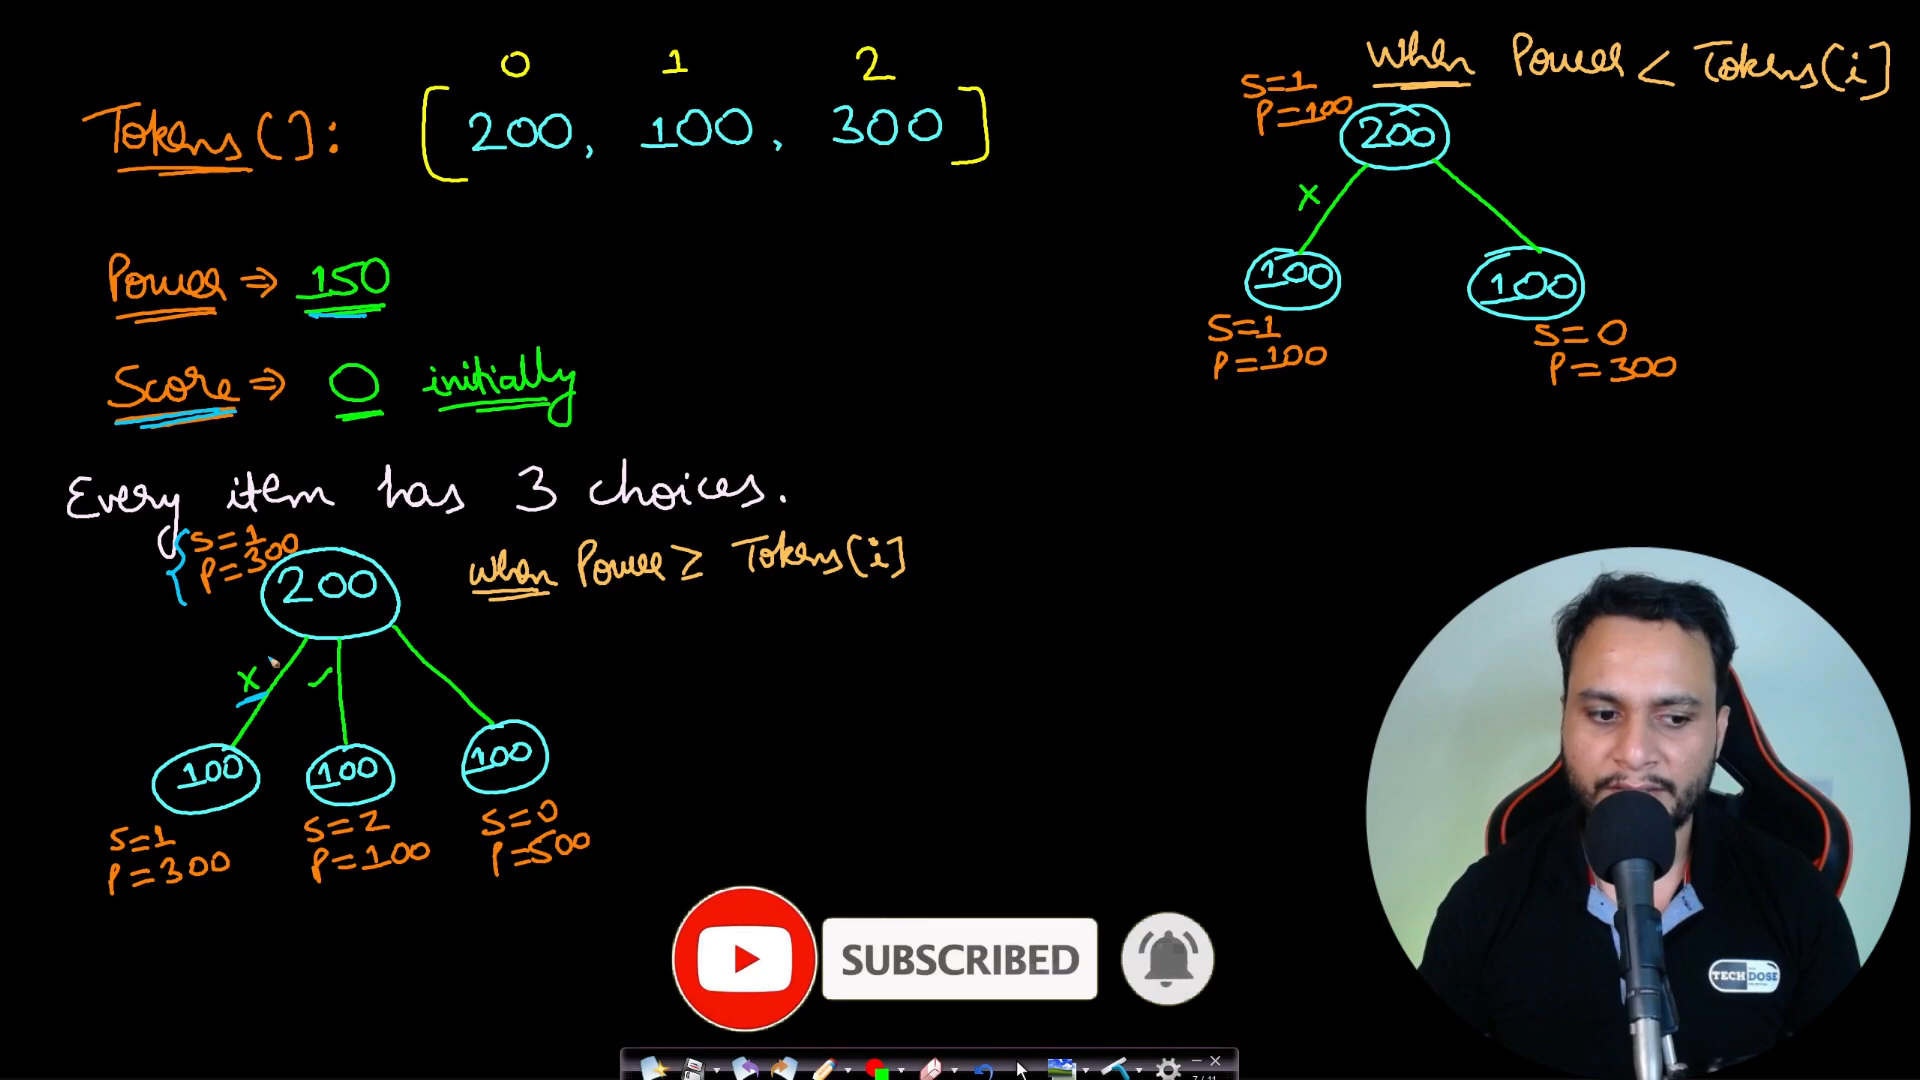 0 1 2
Tokens[]: [200, 100, 300]
Power ⇒ 150
Score ⇒ 0 initially
Every item has 3 choices.
S=1
P=300
200
when Power ≥ Tokens[i]
x ✓
100 100 100
S=1
P=300
S=2
P=100
S=0
P=500
when Power < Tokens[i]
S=1
P=100
200
x
100 100
S=1
P=100
S=0
P=300
SUBSCRIBED
TECH DOSE